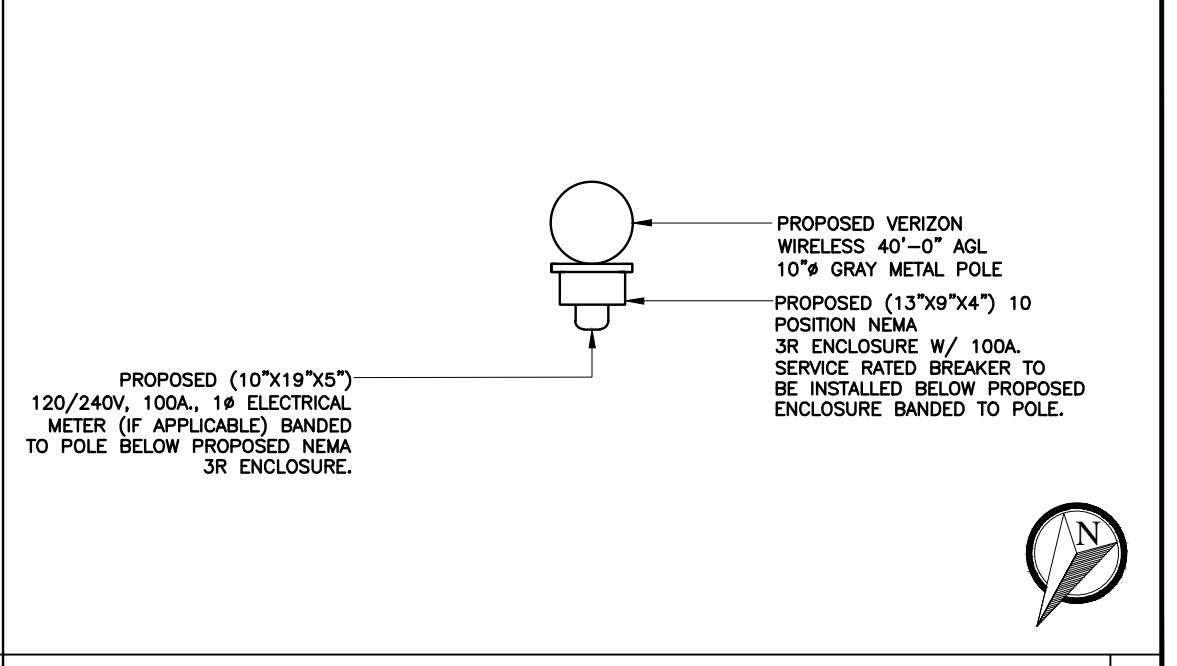 PROPOSED VERIZON
WIRELESS 40'-0" AGL
10"ø GRAY METAL POLE
PROPOSED (13"X9"X4") 10
POSITION NEMA
3R ENCLOSURE W/ 100A.
SERVICE RATED BREAKER TO
BE INSTALLED BELOW PROPOSED
ENCLOSURE BANDED TO POLE.
PROPOSED (10"X19"X5")
120/240V, 100A., 1ø ELECTRICAL
METER (IF APPLICABLE) BANDED
TO POLE BELOW PROPOSED NEMA
3R ENCLOSURE.
N